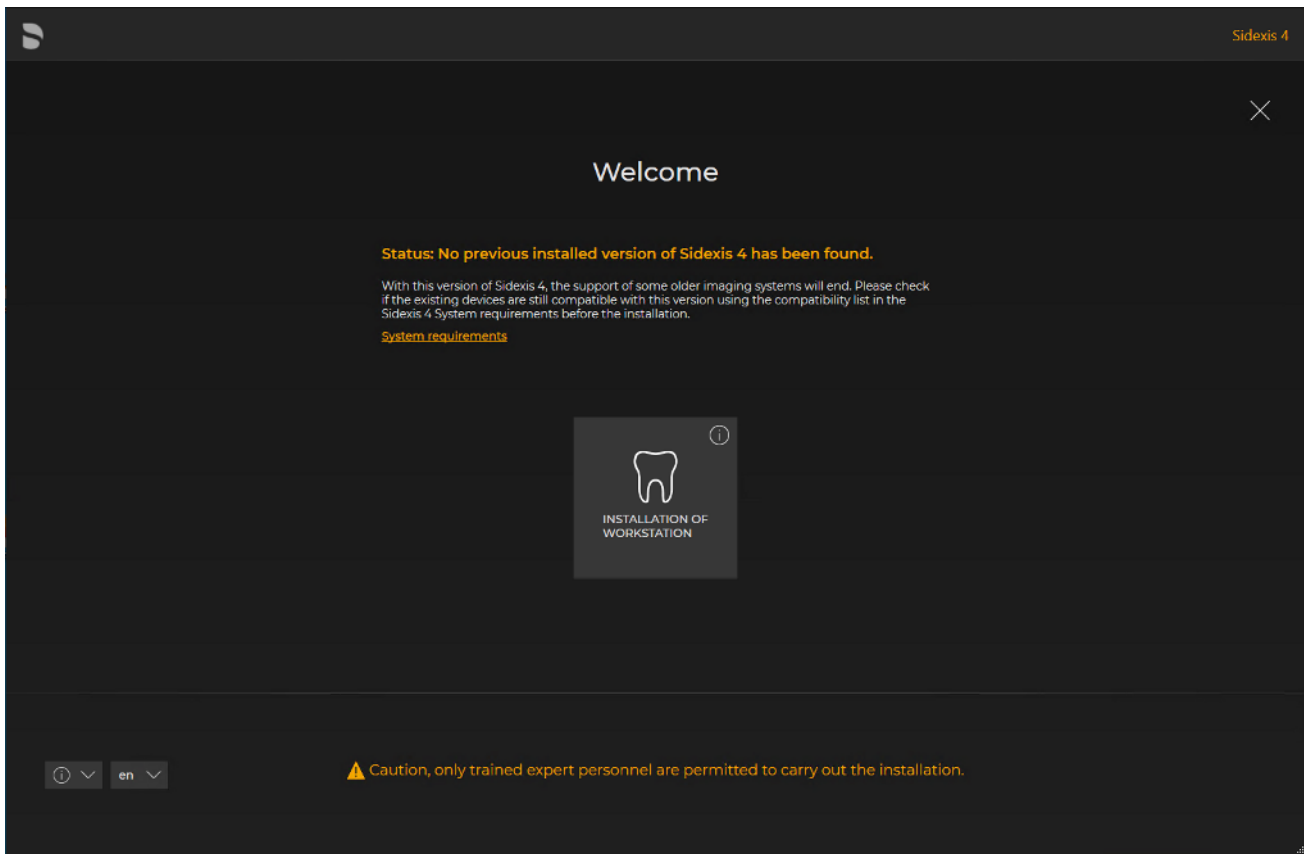 Sidexis 4
Welcome
Status: No previous installed version of Sidexis 4 has been found.
With this version of Sidexis 4, the support of some older imaging systems will end. Please check
if the existing devices are still compatible with this version using the compatibility list in the
Sidexis 4 System requirements before the installation.
System requirements
INSTALLATION OF
WORKSTATION
en
Caution, only trained expert personnel are permitted to carry out the installation.